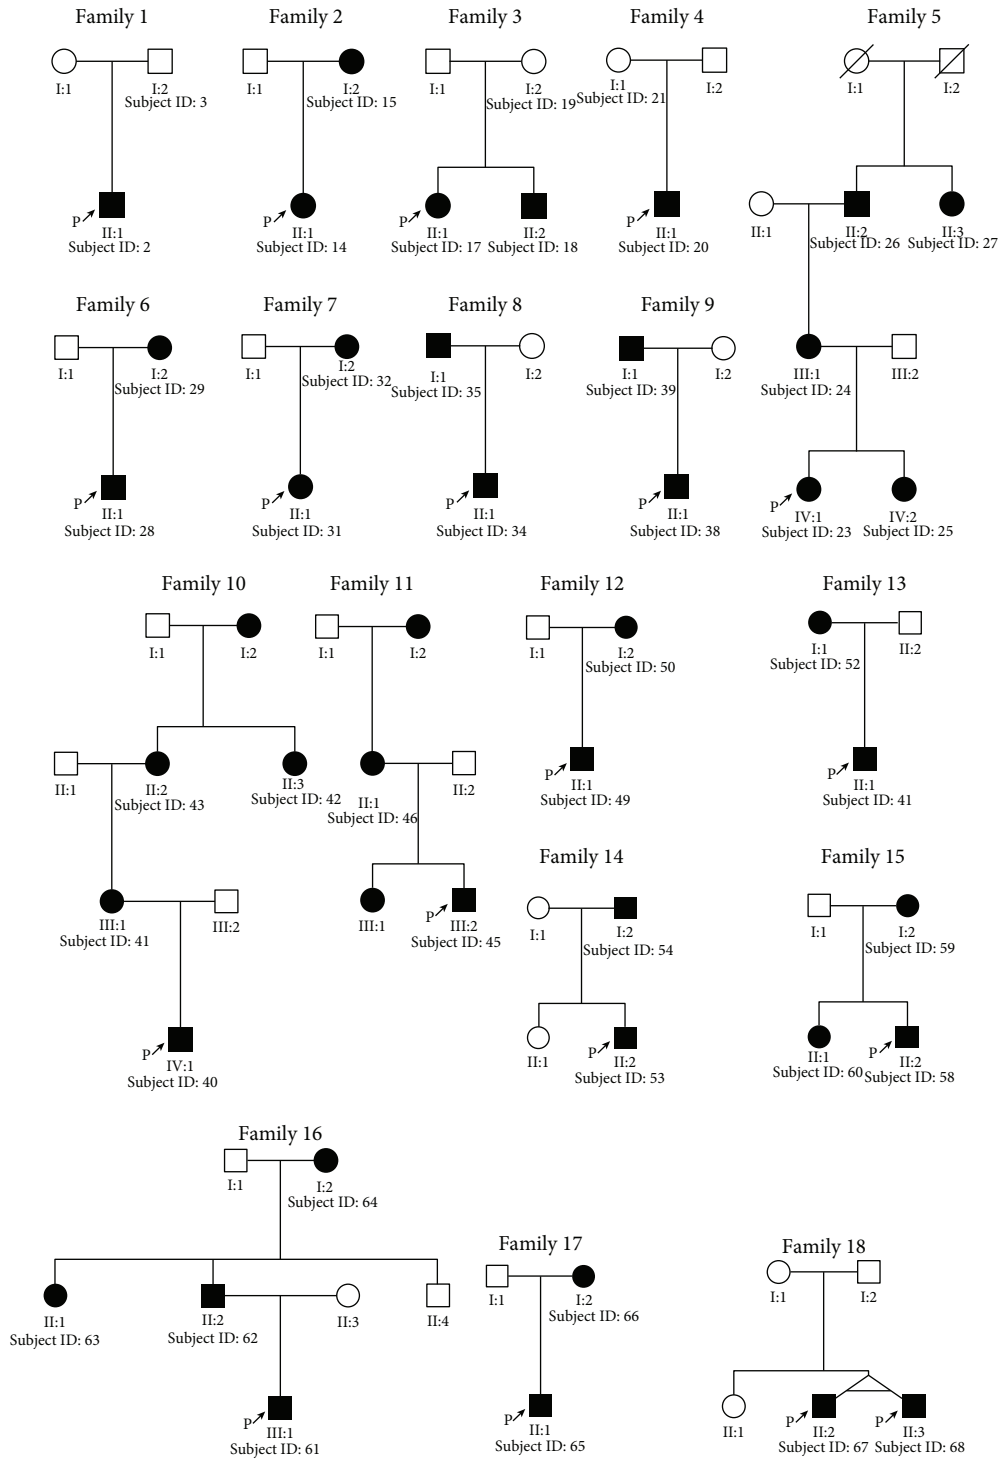 Family 1
I:1
I:2
Subject ID: 3
P
II:1
Subject ID: 2
Family 2
I:1
I:2
Subject ID: 15
P
II:1
Subject ID: 14
Family 3
I:1
I:2
Subject ID: 19
P
II:1
Subject ID: 17
II:2
Subject ID: 18
Family 4
I:1
Subject ID: 21
I:2
P
II:1
Subject ID: 20
Family 5
I:1
I:2
II:1
II:2
Subject ID: 26
II:3
Subject ID: 27
III:1
Subject ID: 24
III:2
P
IV:1
Subject ID: 23
IV:2
Subject ID: 25
Family 6
I:1
I:2
Subject ID: 29
P
II:1
Subject ID: 28
Family 7
I:1
I:2
Subject ID: 32
P
II:1
Subject ID: 31
Family 8
I:1
Subject ID: 35
I:2
P
II:1
Subject ID: 34
Family 9
I:1
Subject ID: 39
I:2
P
II:1
Subject ID: 38
Family 10
I:1
I:2
II:1
II:2
Subject ID: 43
II:3
Subject ID: 42
III:1
Subject ID: 41
III:2
P
IV:1
Subject ID: 40
Family 11
I:1
I:2
II:1
Subject ID: 46
II:2
III:1
P
III:2
Subject ID: 45
Family 12
I:1
I:2
Subject ID: 50
P
II:1
Subject ID: 49
Family 13
I:1
Subject ID: 52
II:2
P
II:1
Subject ID: 41
Family 14
I:1
I:2
Subject ID: 54
II:1
P
II:2
Subject ID: 53
Family 15
I:1
I:2
Subject ID: 59
II:1
Subject ID: 60
P
II:2
Subject ID: 58
Family 16
I:1
I:2
Subject ID: 64
II:1
Subject ID: 63
II:2
Subject ID: 62
II:3
II:4
P
III:1
Subject ID: 61
Family 17
I:1
I:2
Subject ID: 66
P
II:1
Subject ID: 65
Family 18
I:1
I:2
II:1
P
II:2
Subject ID: 67
P
II:3
Subject ID: 68